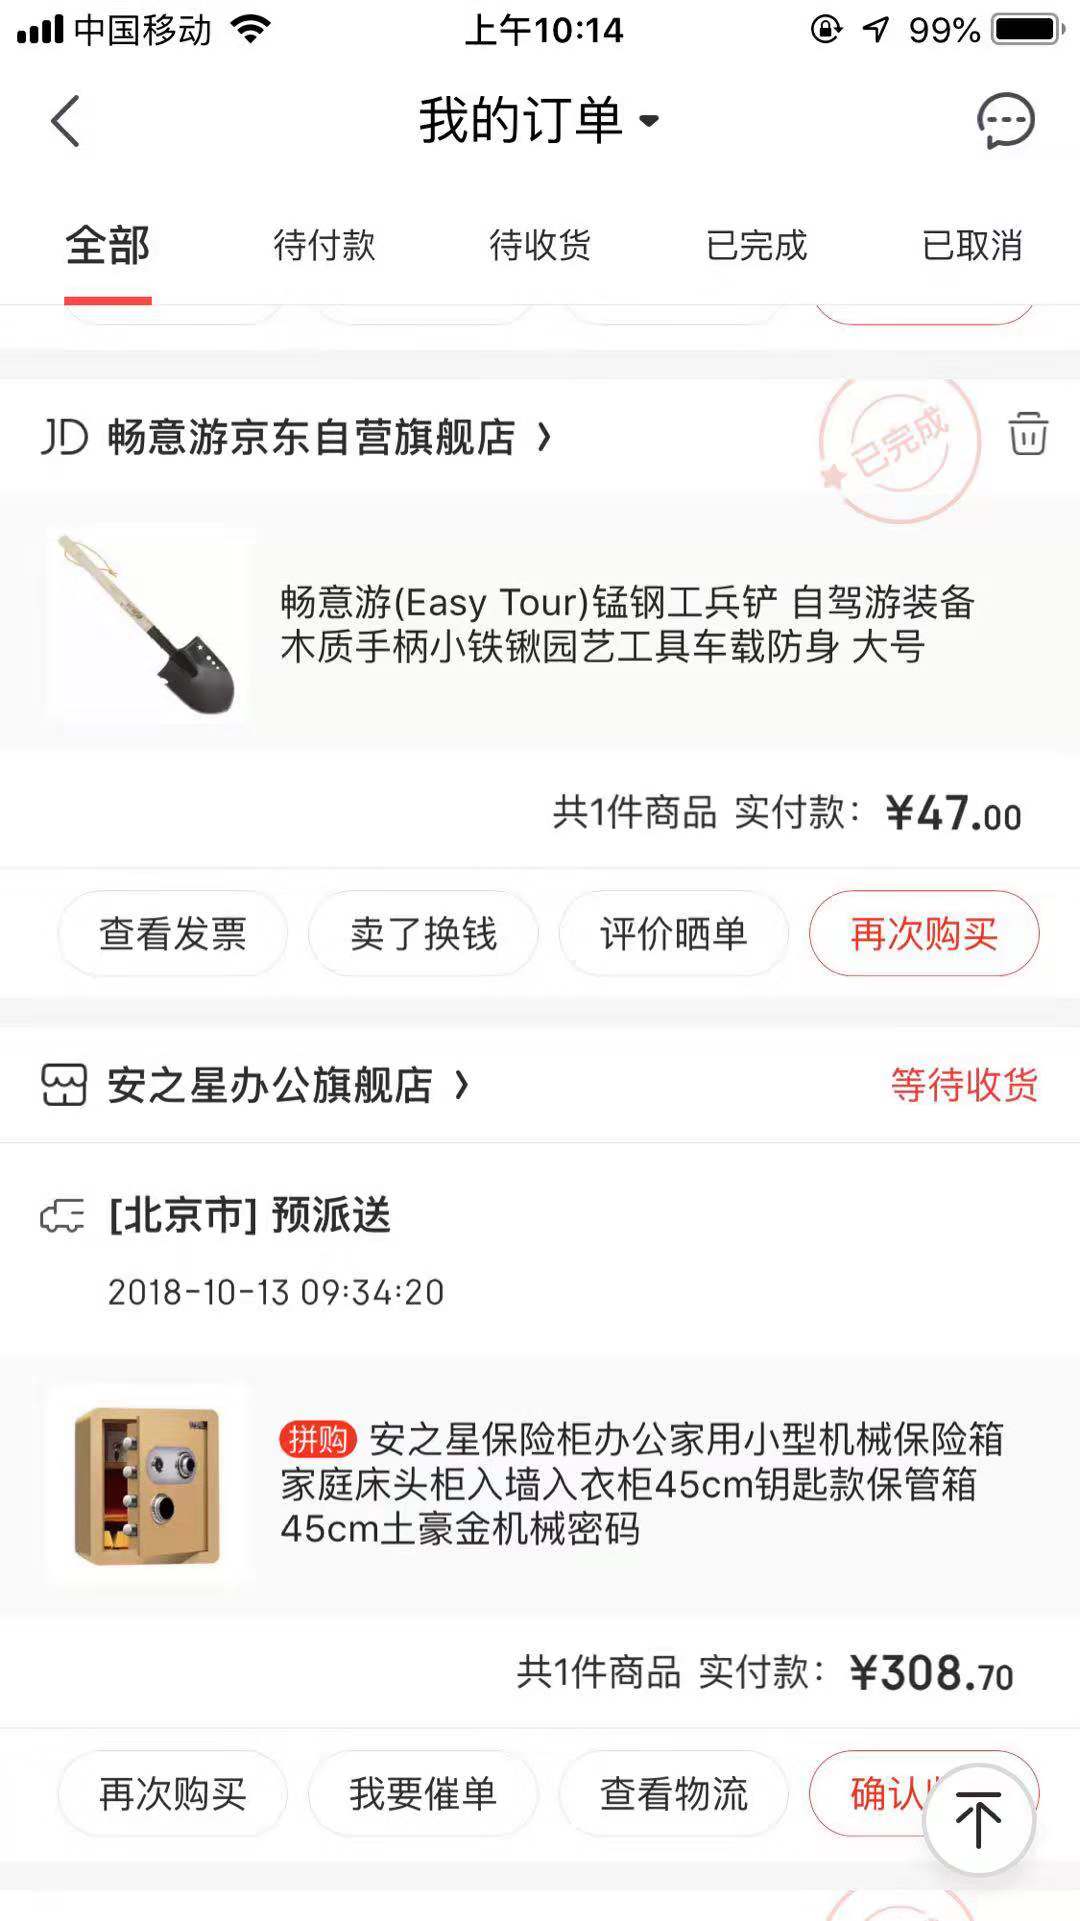 中国移动
上午10:14
99%
我的订单
全部
待付款
待收货
已完成
已取消
JD 畅意游京东自营旗舰店
已完成
畅意游(Easy Tour)锰钢工兵铲 自驾游装备
木质手柄小铁锹园艺工具车载防身 大号
共1件商品 实付款：¥47.00
查看发票
卖了换钱
评价晒单
再次购买
安之星办公旗舰店
等待收货
[北京市] 预派送
2018-10-13 09:34:20
拼购 安之星保险柜办公家用小型机械保险箱
家庭床头柜入墙入衣柜45cm钥匙款保管箱
45cm土豪金机械密码
共1件商品 实付款：¥308.70
再次购买
我要催单
查看物流
确认